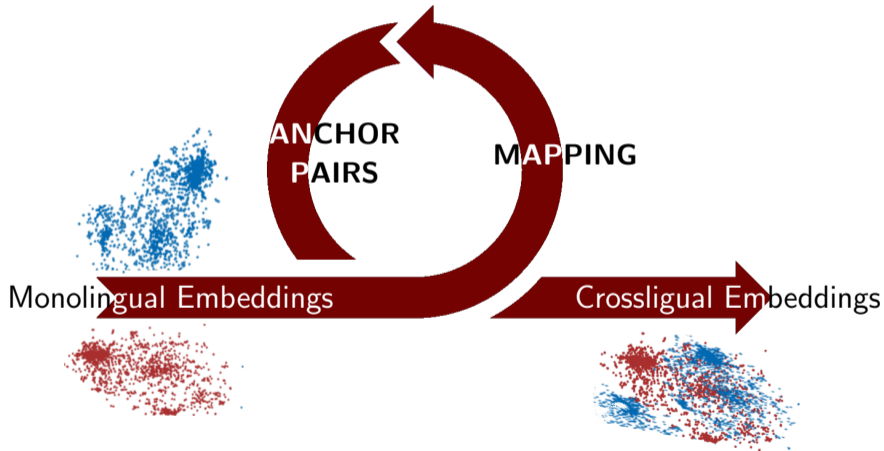 ANCHOR
PAIRS
MAPPING
Monolingual Embeddings
Crossligual Embeddings